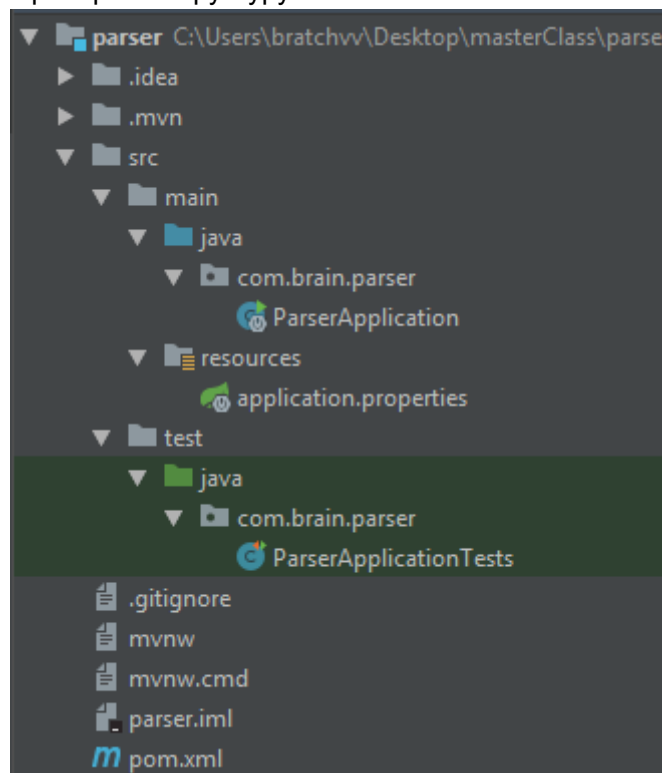 parser C:\Users\bratchvv\Desktop\masterClass\parse
.idea
.mvn
src
main
java
com.brain.parser
ParserApplication
resources
application.properties
test
java
com.brain.parser
ParserApplicationTests
.gitignore
mvnw
mvnw.cmd
parser.iml
pom.xml